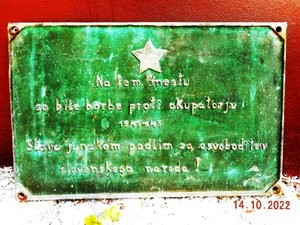 Na tem mestu
so bile borbe proti okupatorju
1941-45
Slava junakom padlim za osvoboditev
slovenskega naroda!
14.10.2022